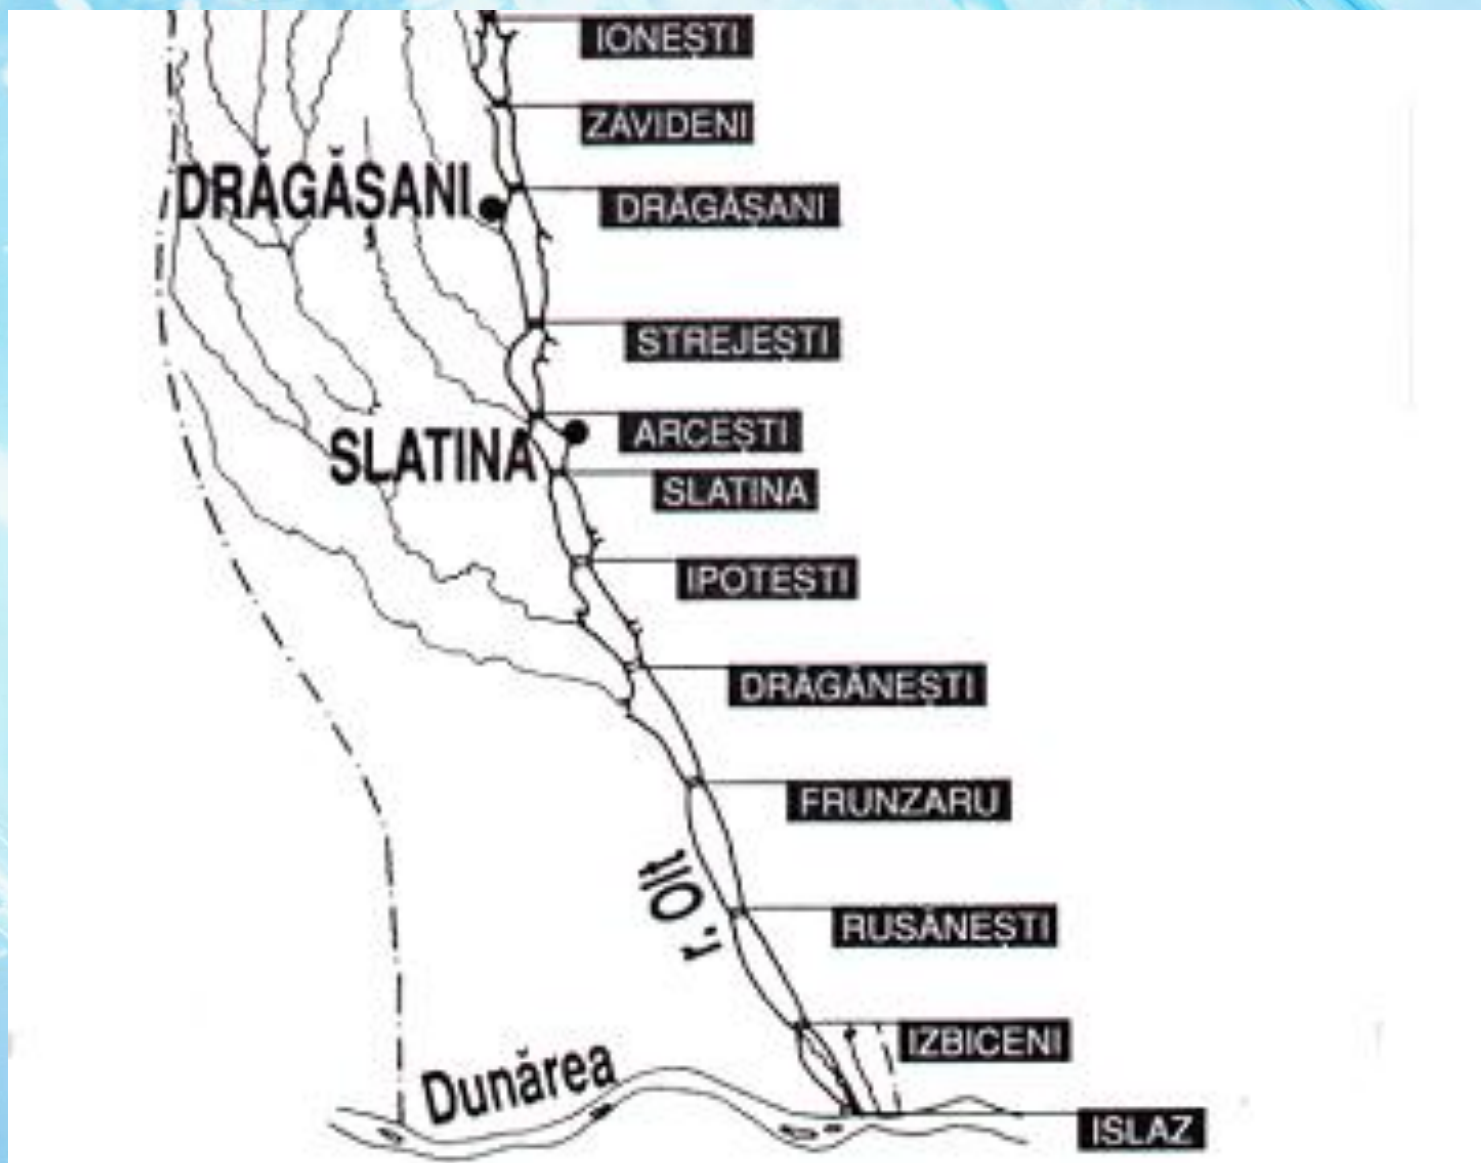 IONEȘTI
ZĂVIDENI
DRĂGĂȘANI
DRĂGĂȘANI
STREJEȘTI
ARCEȘTI
SLATINA
SLATINA
IPOTEȘTI
DRĂGĂNEȘTI
FRUNZARU
r. Olt
RUSĂNEȘTI
IZBICENI
Dunărea
ISLAZ